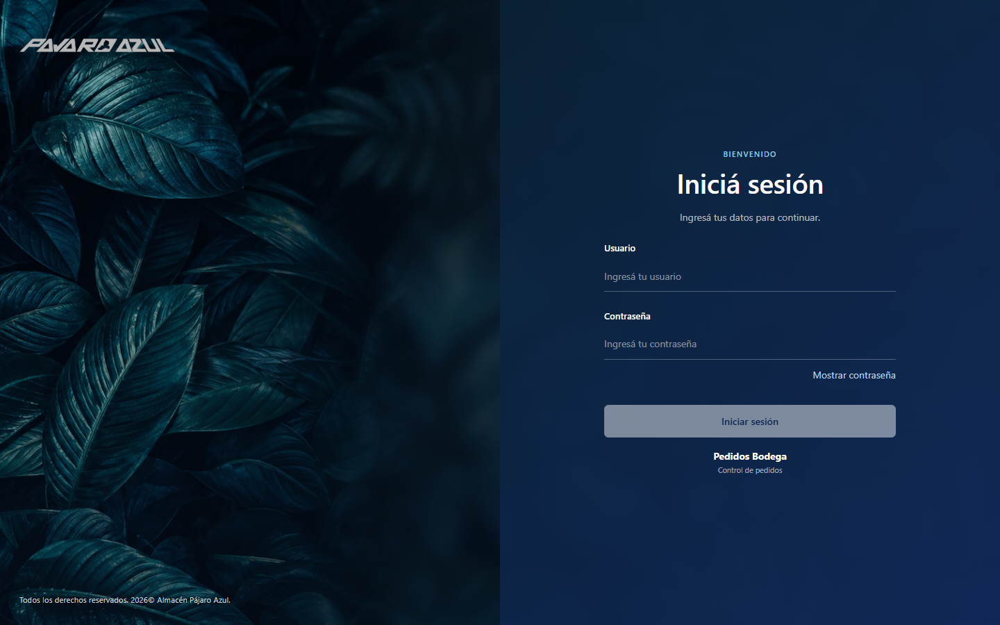 PAJARO AZUL
BIENVENIDO
Iniciá sesión
Ingresá tus datos para continuar.
Usuario
Ingresá tu usuario
Contraseña
Ingresá tu contraseña
Mostrar contraseña
Iniciar sesión
Pedidos Bodega
Control de pedidos
Todos los derechos reservados. 2026© Almacén Pájaro Azul.